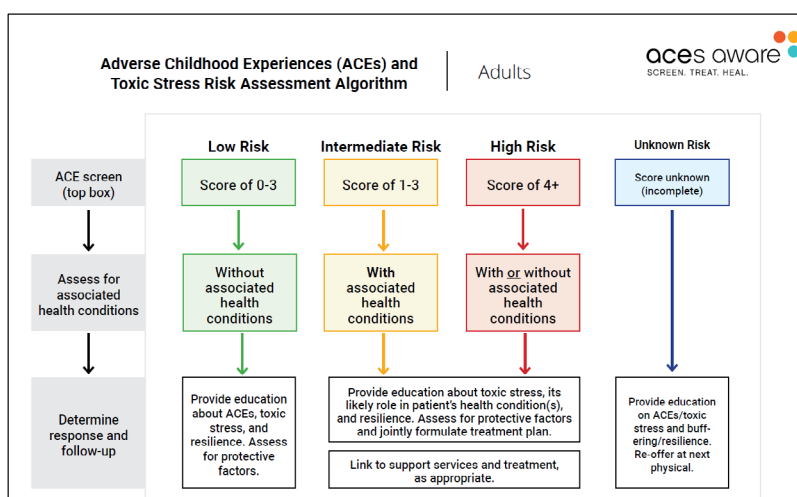 Adverse Childhood Experiences (ACEs) and
Toxic Stress Risk Assessment Algorithm
Adults
aces aware
SCREEN. TREAT. HEAL.
Low Risk
Intermediate Risk
High Risk
Unknown Risk
ACE screen
(top box)
Score of 0-3
Score of 1-3
Score of 4+
Score unknown
(incomplete)
Assess for
associated
health conditions
Without
associated
health
conditions
With
associated
health
conditions
With or without
associated
health
conditions
Determine
response and
follow-up
Provide education
about ACEs, toxic
stress, and
resilience. Assess
for protective
factors.
Provide education about toxic stress, its
likely role in patient's health condition(s),
and resilience. Assess for protective factors
and jointly formulate treatment plan.
Link to support services and treatment,
as appropriate.
Provide education
on ACEs/toxic
stress and buff-
ering/resilience.
Re-offer at next
physical.